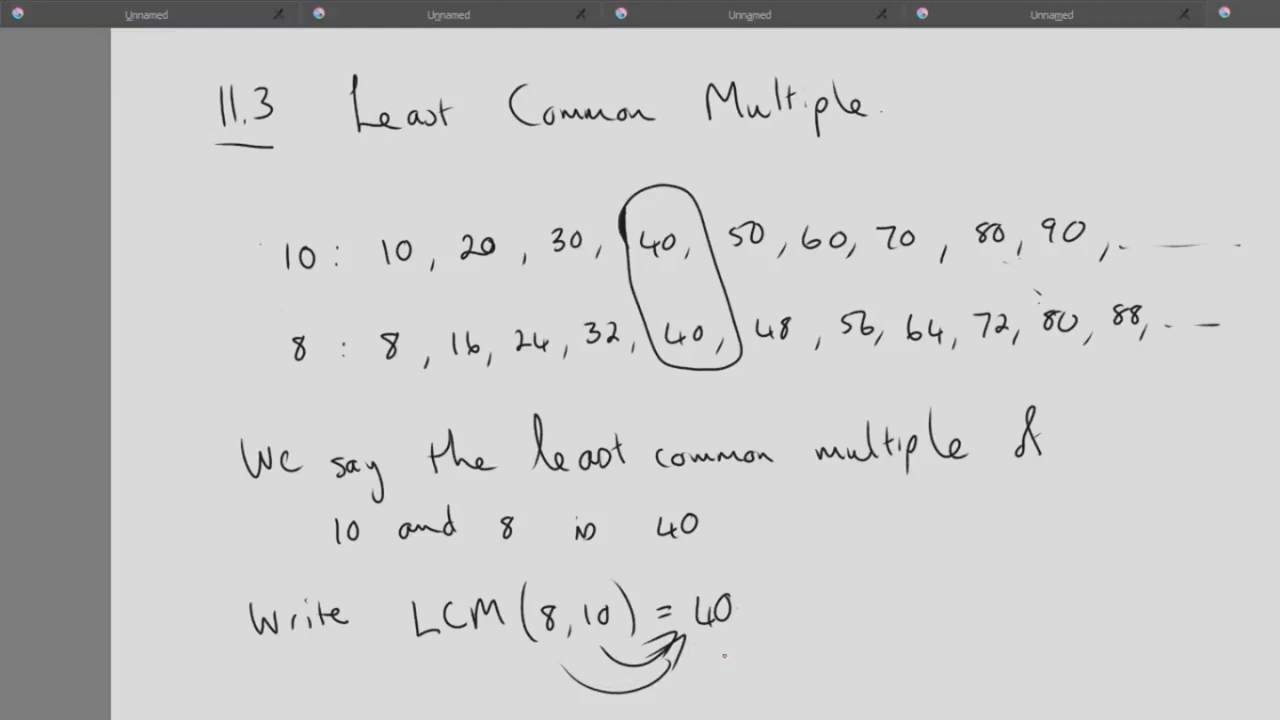 Unnamed Unnamed Unnamed Unnamed
11.3 Least Common Multiple.
10 : 10, 20, 30, 40, 50, 60, 70, 80, 90, . —
8 : 8, 16, 24, 32, 40, 48, 56, 64, 72, 80, 88, - —
We say the least common multiple of
10 and 8 is 40
Write LCM(8,10) = 40